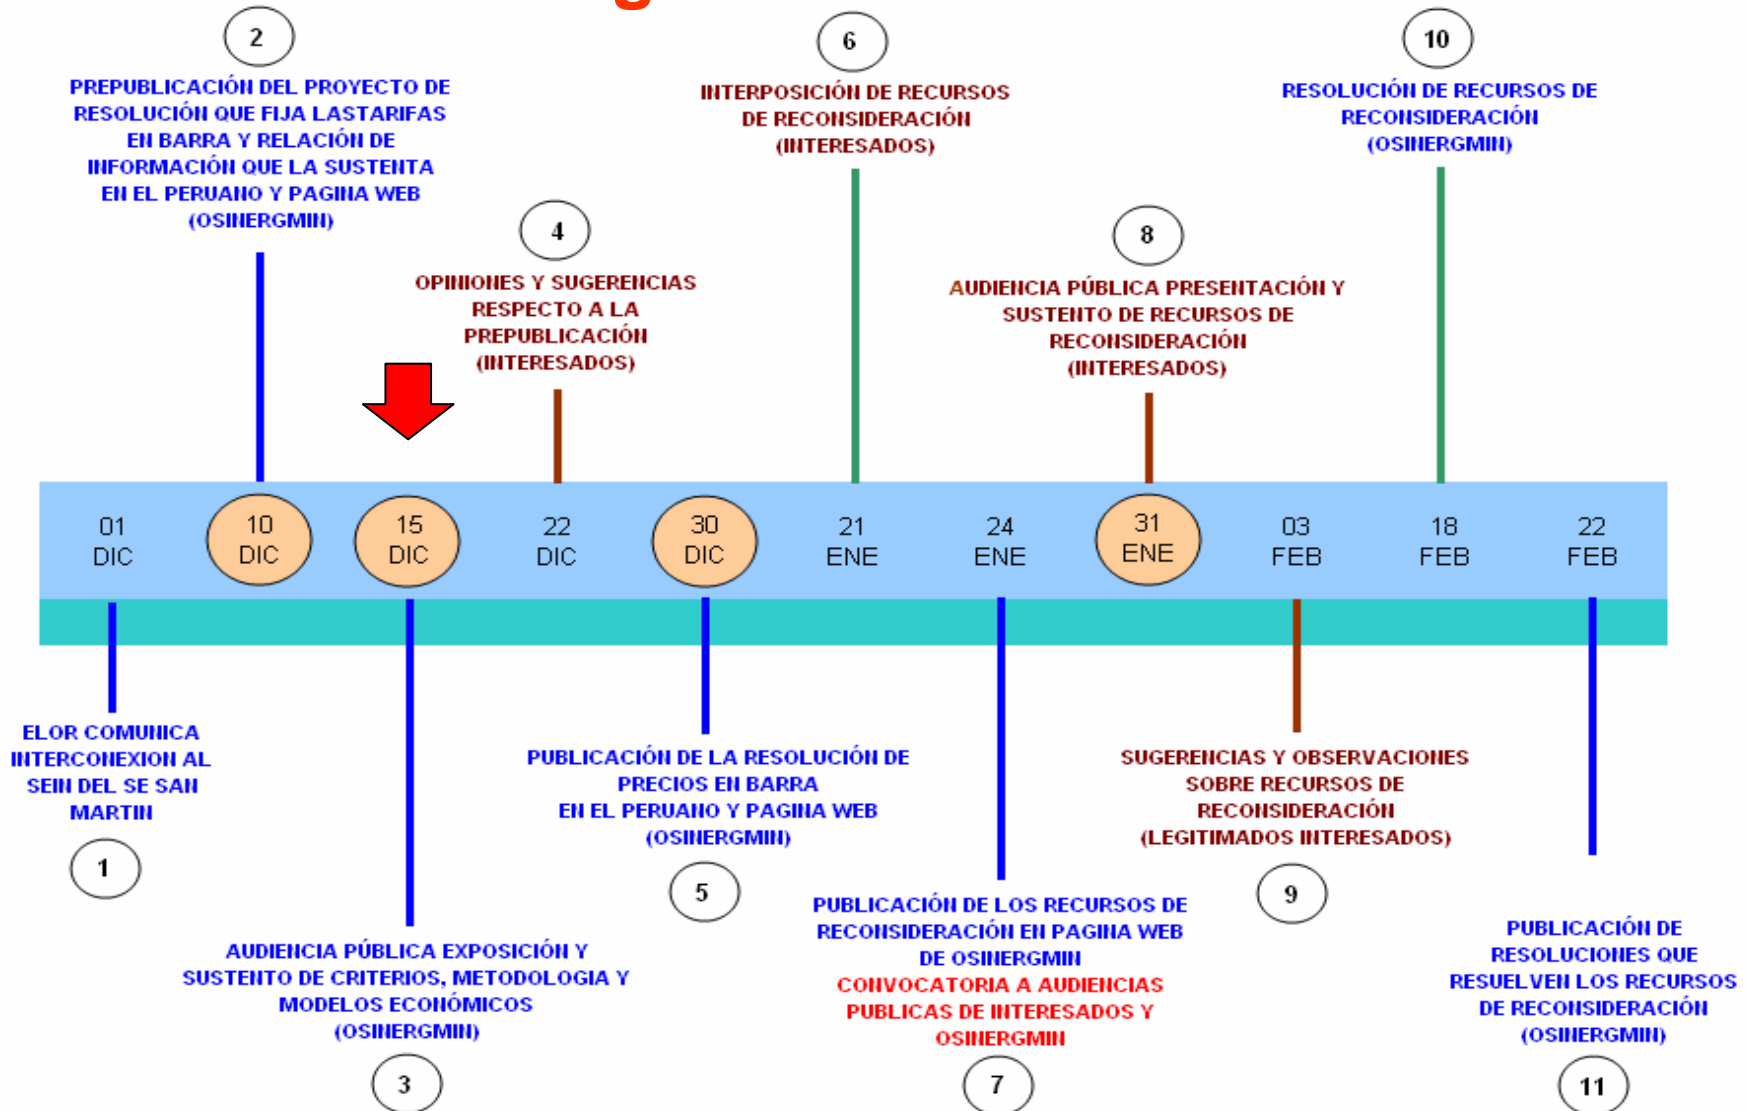 g
2
PREPUBLICACIÓN DEL PROYECTO DE
RESOLUCIÓN QUE FIJA LASTARIFAS
EN BARRA Y RELACIÓN DE
INFORMACIÓN QUE LA SUSTENTA
EN EL PERUANO Y PAGINA WEB
(OSINERGMIN)
4
OPINIONES Y SUGERENCIAS
RESPECTO A LA
PREPUBLICACIÓN
(INTERESADOS)
6
INTERPOSICIÓN DE RECURSOS
DE RECONSIDERACIÓN
(INTERESADOS)
8
AUDIENCIA PÚBLICA PRESENTACIÓN Y
SUSTENTO DE RECURSOS DE
RECONSIDERACIÓN
(INTERESADOS)
10
RESOLUCIÓN DE RECURSOS DE
RECONSIDERACIÓN
(OSINERGMIN)
01
DIC
10
DIC
15
DIC
22
DIC
30
DIC
21
ENE
24
ENE
31
ENE
03
FEB
18
FEB
22
FEB
ELOR COMUNICA
INTERCONEXION AL
SEIN DEL SE SAN
MARTIN
1
AUDIENCIA PÚBLICA EXPOSICIÓN Y
SUSTENTO DE CRITERIOS, METODOLOGIA Y
MODELOS ECONÓMICOS
(OSINERGMIN)
3
PUBLICACIÓN DE LA RESOLUCIÓN DE
PRECIOS EN BARRA
EN EL PERUANO Y PAGINA WEB
(OSINERGMIN)
5
PUBLICACIÓN DE LOS RECURSOS DE
RECONSIDERACIÓN EN PAGINA WEB
DE OSINERGMIN
CONVOCATORIA A AUDIENCIAS
PUBLICAS DE INTERESADOS Y
OSINERGMIN
7
SUGERENCIAS Y OBSERVACIONES
SOBRE RECURSOS DE
RECONSIDERACIÓN
(LEGITIMADOS INTERESADOS)
9
PUBLICACIÓN DE
RESOLUCIONES QUE
RESUELVEN LOS RECURSOS
DE RECONSIDERACIÓN
(OSINERGMIN)
11